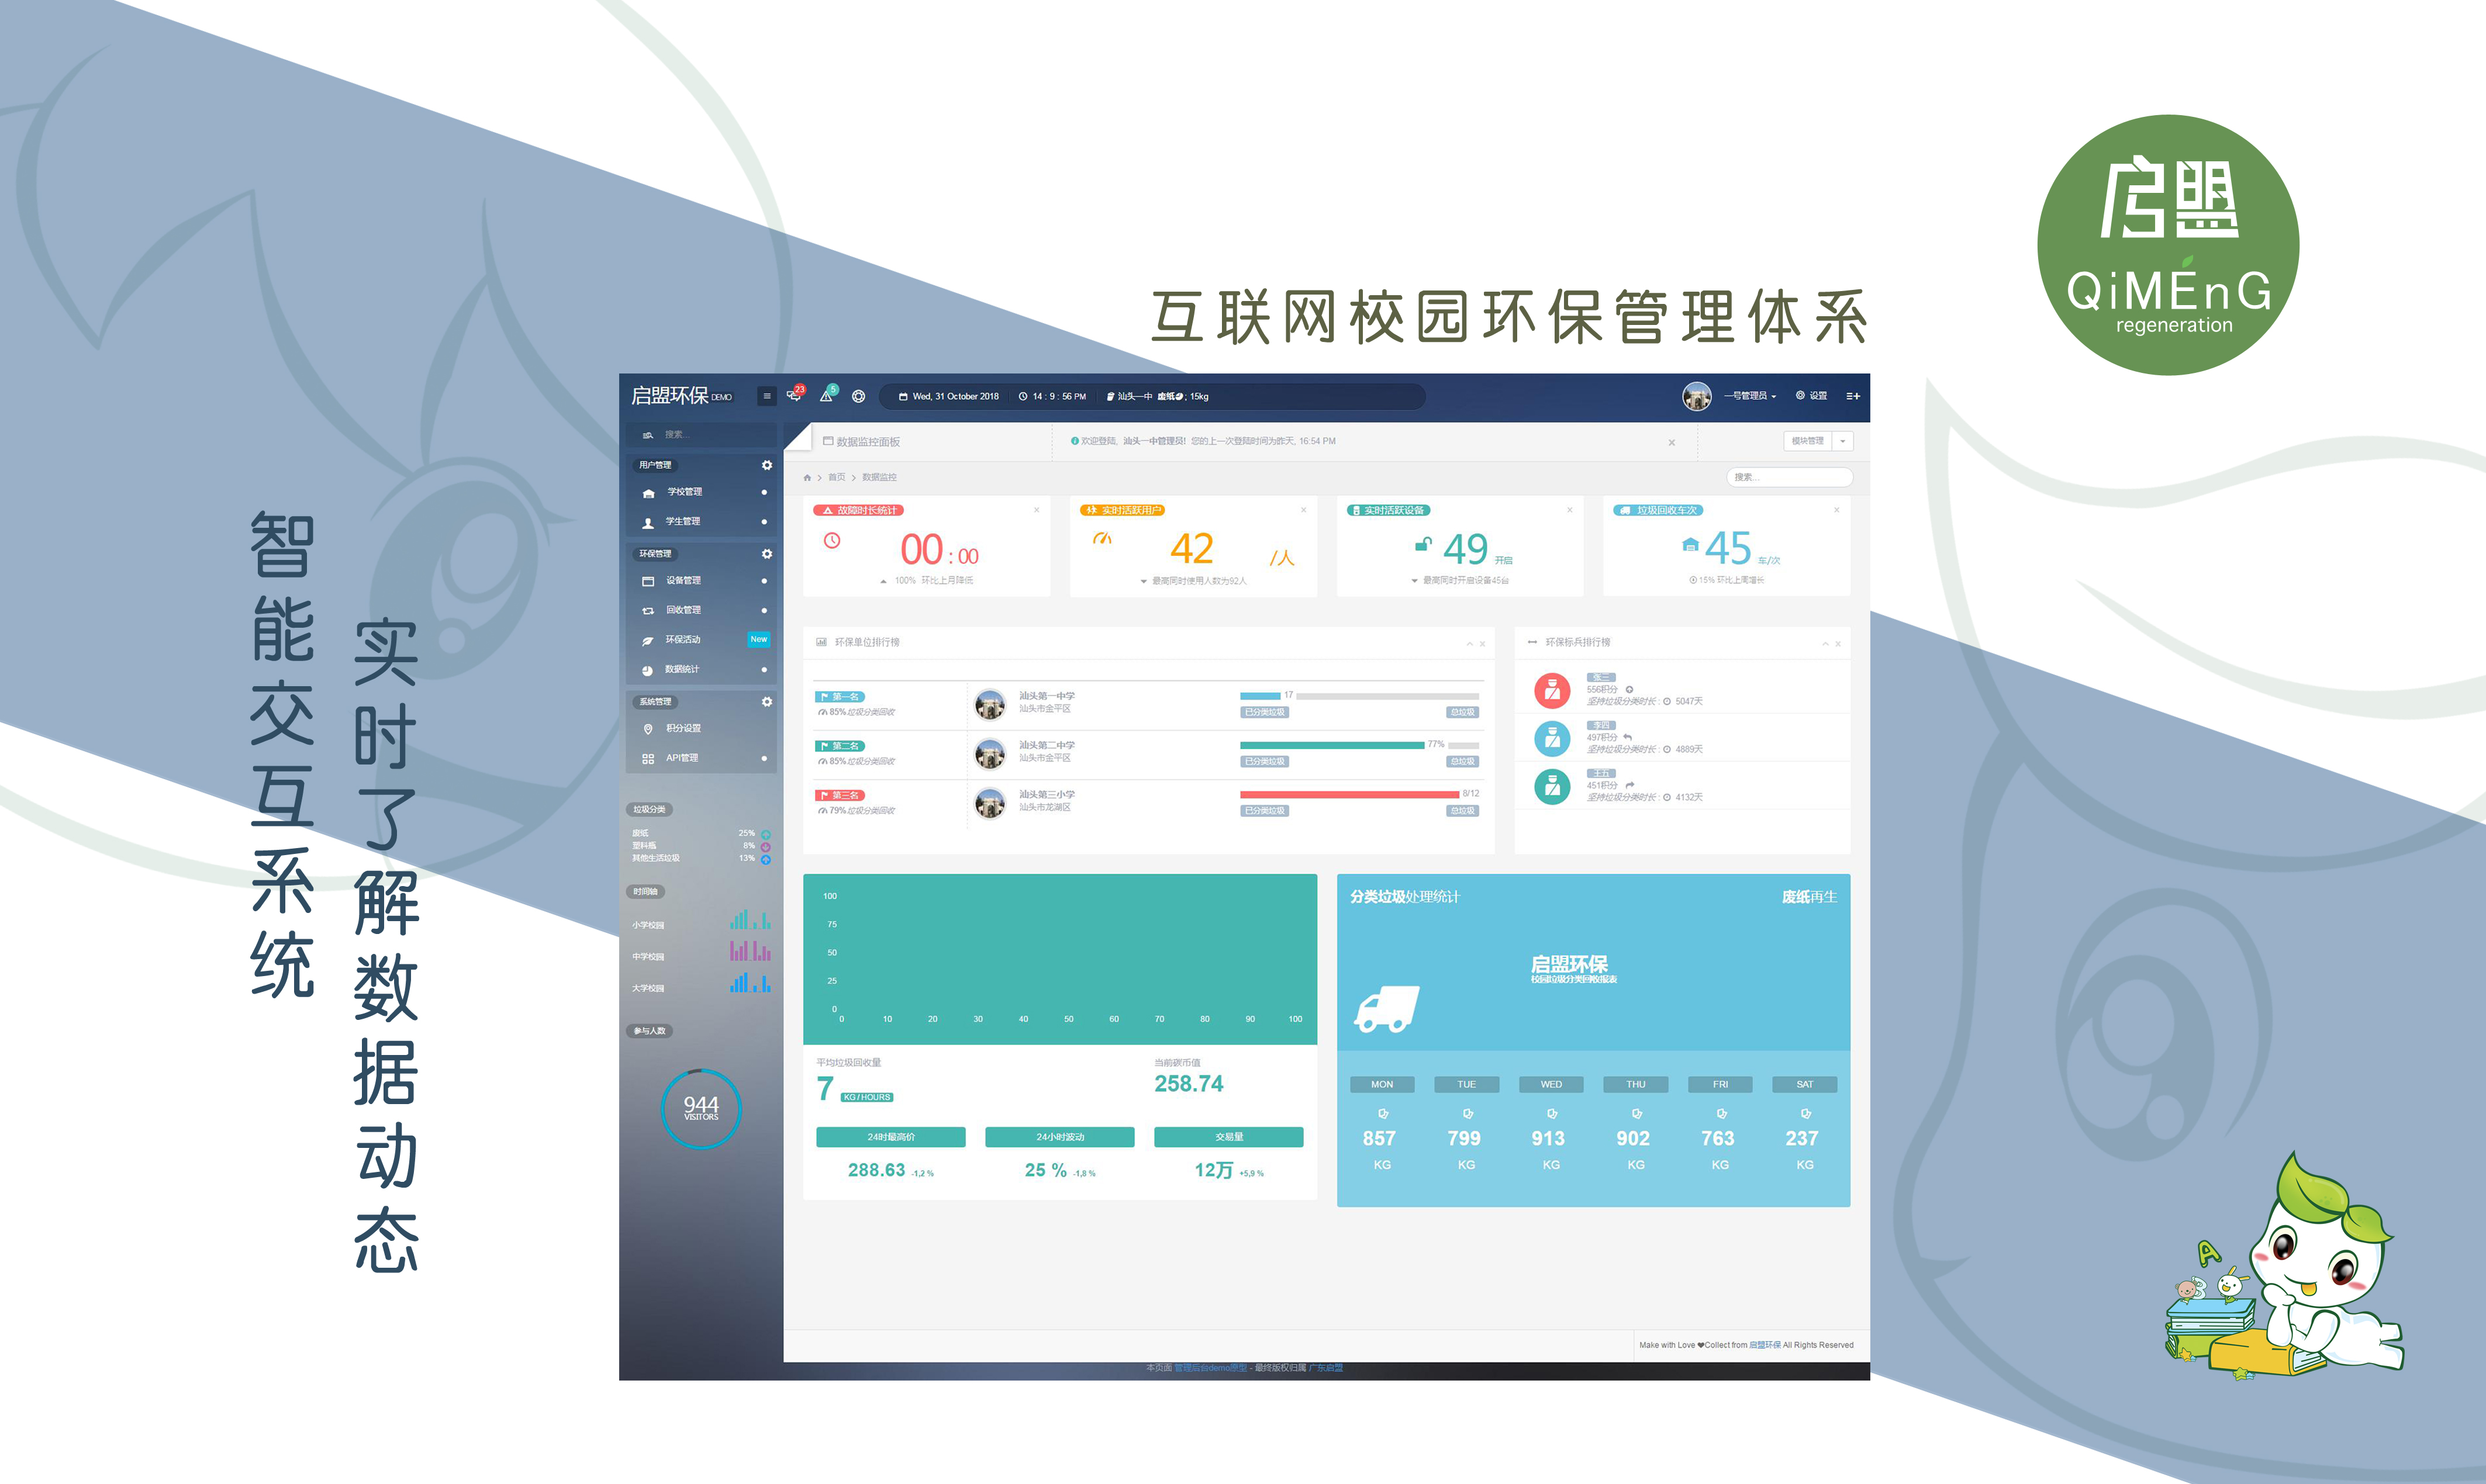 启盟
QiMEnG
regeneration
互联网校园环保管理体系
智能交互系统
实时了解数据动态
启盟环保 DEMO
23
5
Wed, 31 October 2018
14 : 9 : 56 PM
汕头一中 废纸; 15kg
一号管理员
设置
搜索...
数据监控面板
欢迎登陆, 汕头一中管理员! 您的上一次登陆时间为昨天, 16:54 PM
模块管理
首页 > 数据监控
搜索...
用户管理
学校管理
学生管理
环保管理
设备管理
回收管理
环保活动 New
数据统计
系统管理
积分设置
API管理
垃圾分类
废纸 25%
塑料瓶 8%
其他生活垃圾 13%
时间轴
小学校园
中学校园
大学校园
参与人数
944
VISITORS
故障时长统计
00 : 00
100% 环比上月降低
实时活跃用户
42 /人
最高同时使用人数为92人
实时活跃设备
49 开启
最高同时开启设备45台
垃圾回收车次
45 车/次
15% 环比上周增长
环保单位排行榜
第一名
85%垃圾分类回收
汕头第一中学
汕头市金平区
17
已分类垃圾 总垃圾
第二名
85%垃圾分类回收
汕头第二中学
汕头市金平区
77%
已分类垃圾 总垃圾
第三名
79%垃圾分类回收
汕头第三小学
汕头市龙湖区
8/12
已分类垃圾 总垃圾
环保标兵排行榜
张三
556积分
坚持垃圾分类时长 : 5047天
李四
497积分
坚持垃圾分类时长 : 4889天
王五
451积分
坚持垃圾分类时长 : 4132天
100
75
50
25
0
0 10 20 30 40 50 60 70 80 90 100
平均垃圾回收量
7 KG / HOURS
当前碳币值
258.74
24时最高价
288.63 -1,2 %
24小时波动
25 % -1,8 %
交易量
12万 +5,9 %
分类垃圾处理统计
废纸再生
启盟环保
校园垃圾分类回收报表
MON TUE WED THU FRI SAT
857 799 913 902 763 237
KG KG KG KG KG KG
Make with Love ❤Collect from 启盟环保 All Rights Reserved
本页面 管理后台demo原型 - 最终版权归属 广东启盟
A